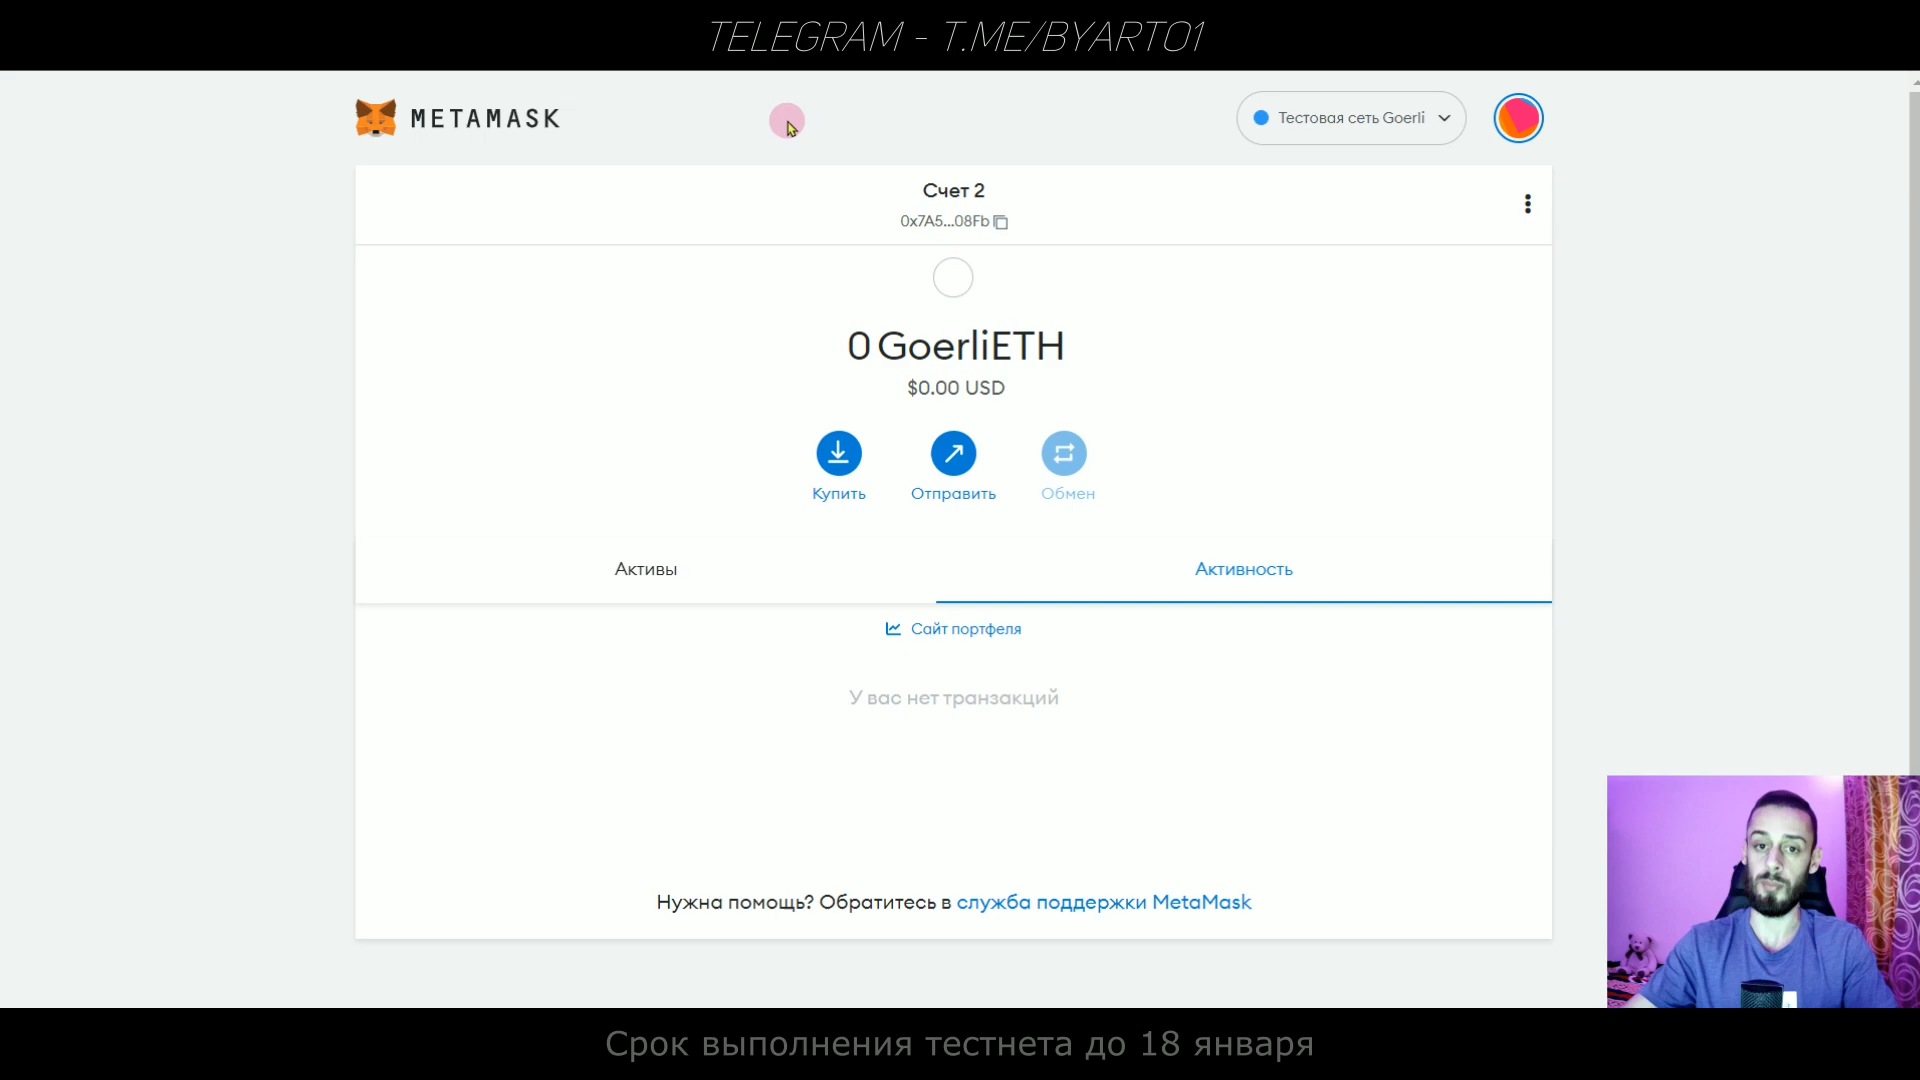 TELEGRAM - T.ME/BYART01
METAMASK
Тестовая сеть Goerli
Счет 2
0x7A5...08Fb
0 GoerliETH
$0.00 USD
Купить
Отправить
Обмен
Активы
Активность
Сайт портфеля
У вас нет транзакций
Нужна помощь? Обратитесь в служба поддержки MetaMask
Срок выполнения тестнета до 18 января